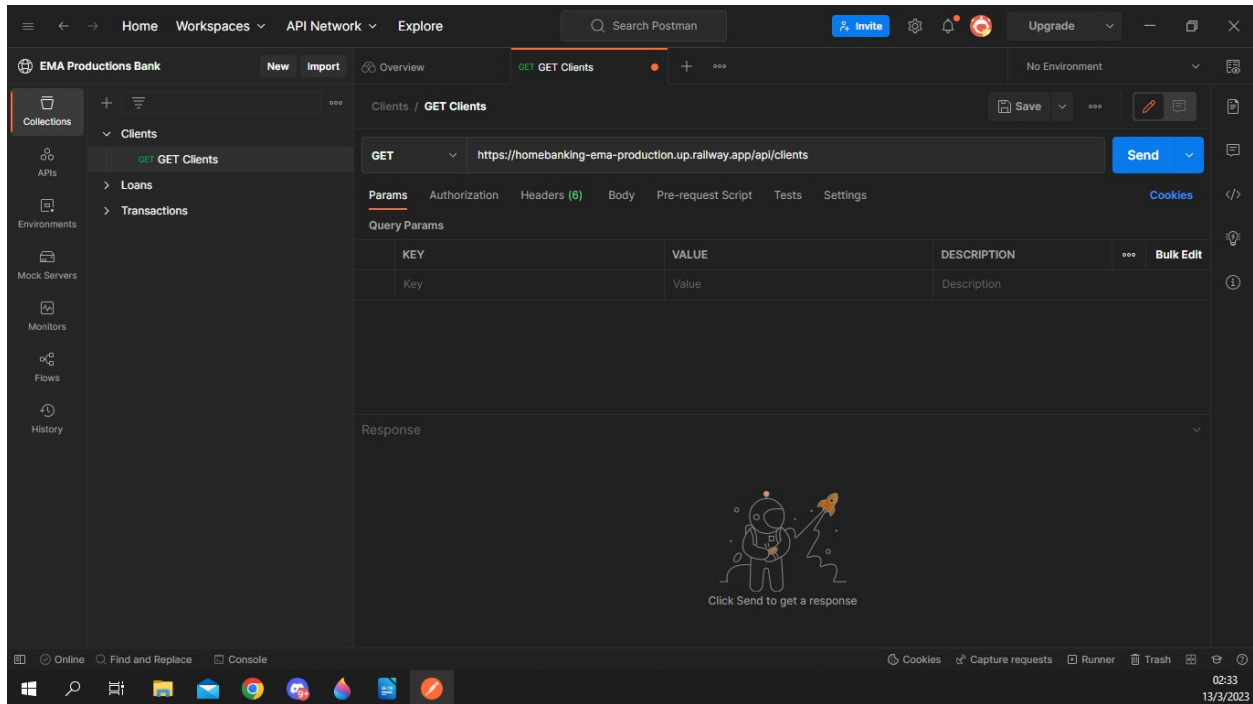 Home Workspaces API Network Explore Search Postman Invite Upgrade
EMA Productions Bank New Import Overview GET GET Clients No Environment
Collections
Clients / GET Clients Save
Clients
GET GET Clients
GET https://homebanking-ema-production.up.railway.app/api/clients Send
APIs
Loans
Params Authorization Headers (6) Body Pre-request Script Tests Settings Cookies
Transactions
Environments
Query Params
KEY VALUE DESCRIPTION Bulk Edit
Mock Servers
Key Value Description
Monitors
Flows
History
Response
Click Send to get a response
Online Find and Replace Console Cookies Capture requests Runner Trash
9+
02:33
13/3/2023